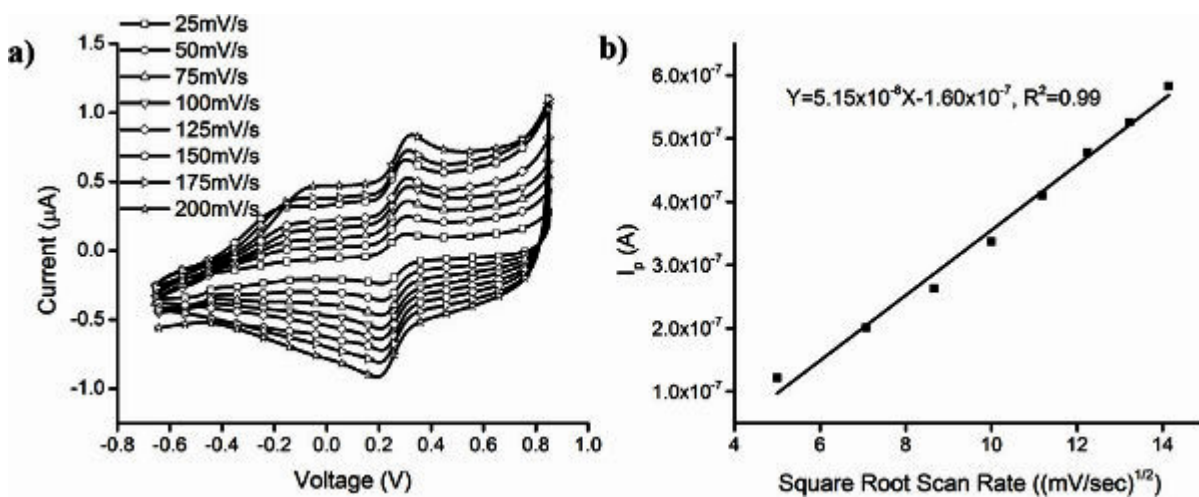 a)
25mV/s
50mV/s
75mV/s
100mV/s
125mV/s
150mV/s
175mV/s
200mV/s
1.5
1.0
0.5
0.0
-0.5
-1.0
Current (µA)
-0.8 -0.6 -0.4 -0.2 0.0 0.2 0.4 0.6 0.8 1.0
Voltage (V)
b)
Y=5.15x10⁻⁸X-1.60x10⁻⁷, R²=0.99
6.0x10⁻⁷
5.0x10⁻⁷
4.0x10⁻⁷
3.0x10⁻⁷
2.0x10⁻⁷
1.0x10⁻⁷
Iₚ (A)
4 6 8 10 12 14
Square Root Scan Rate ((mV/sec)^1/2)